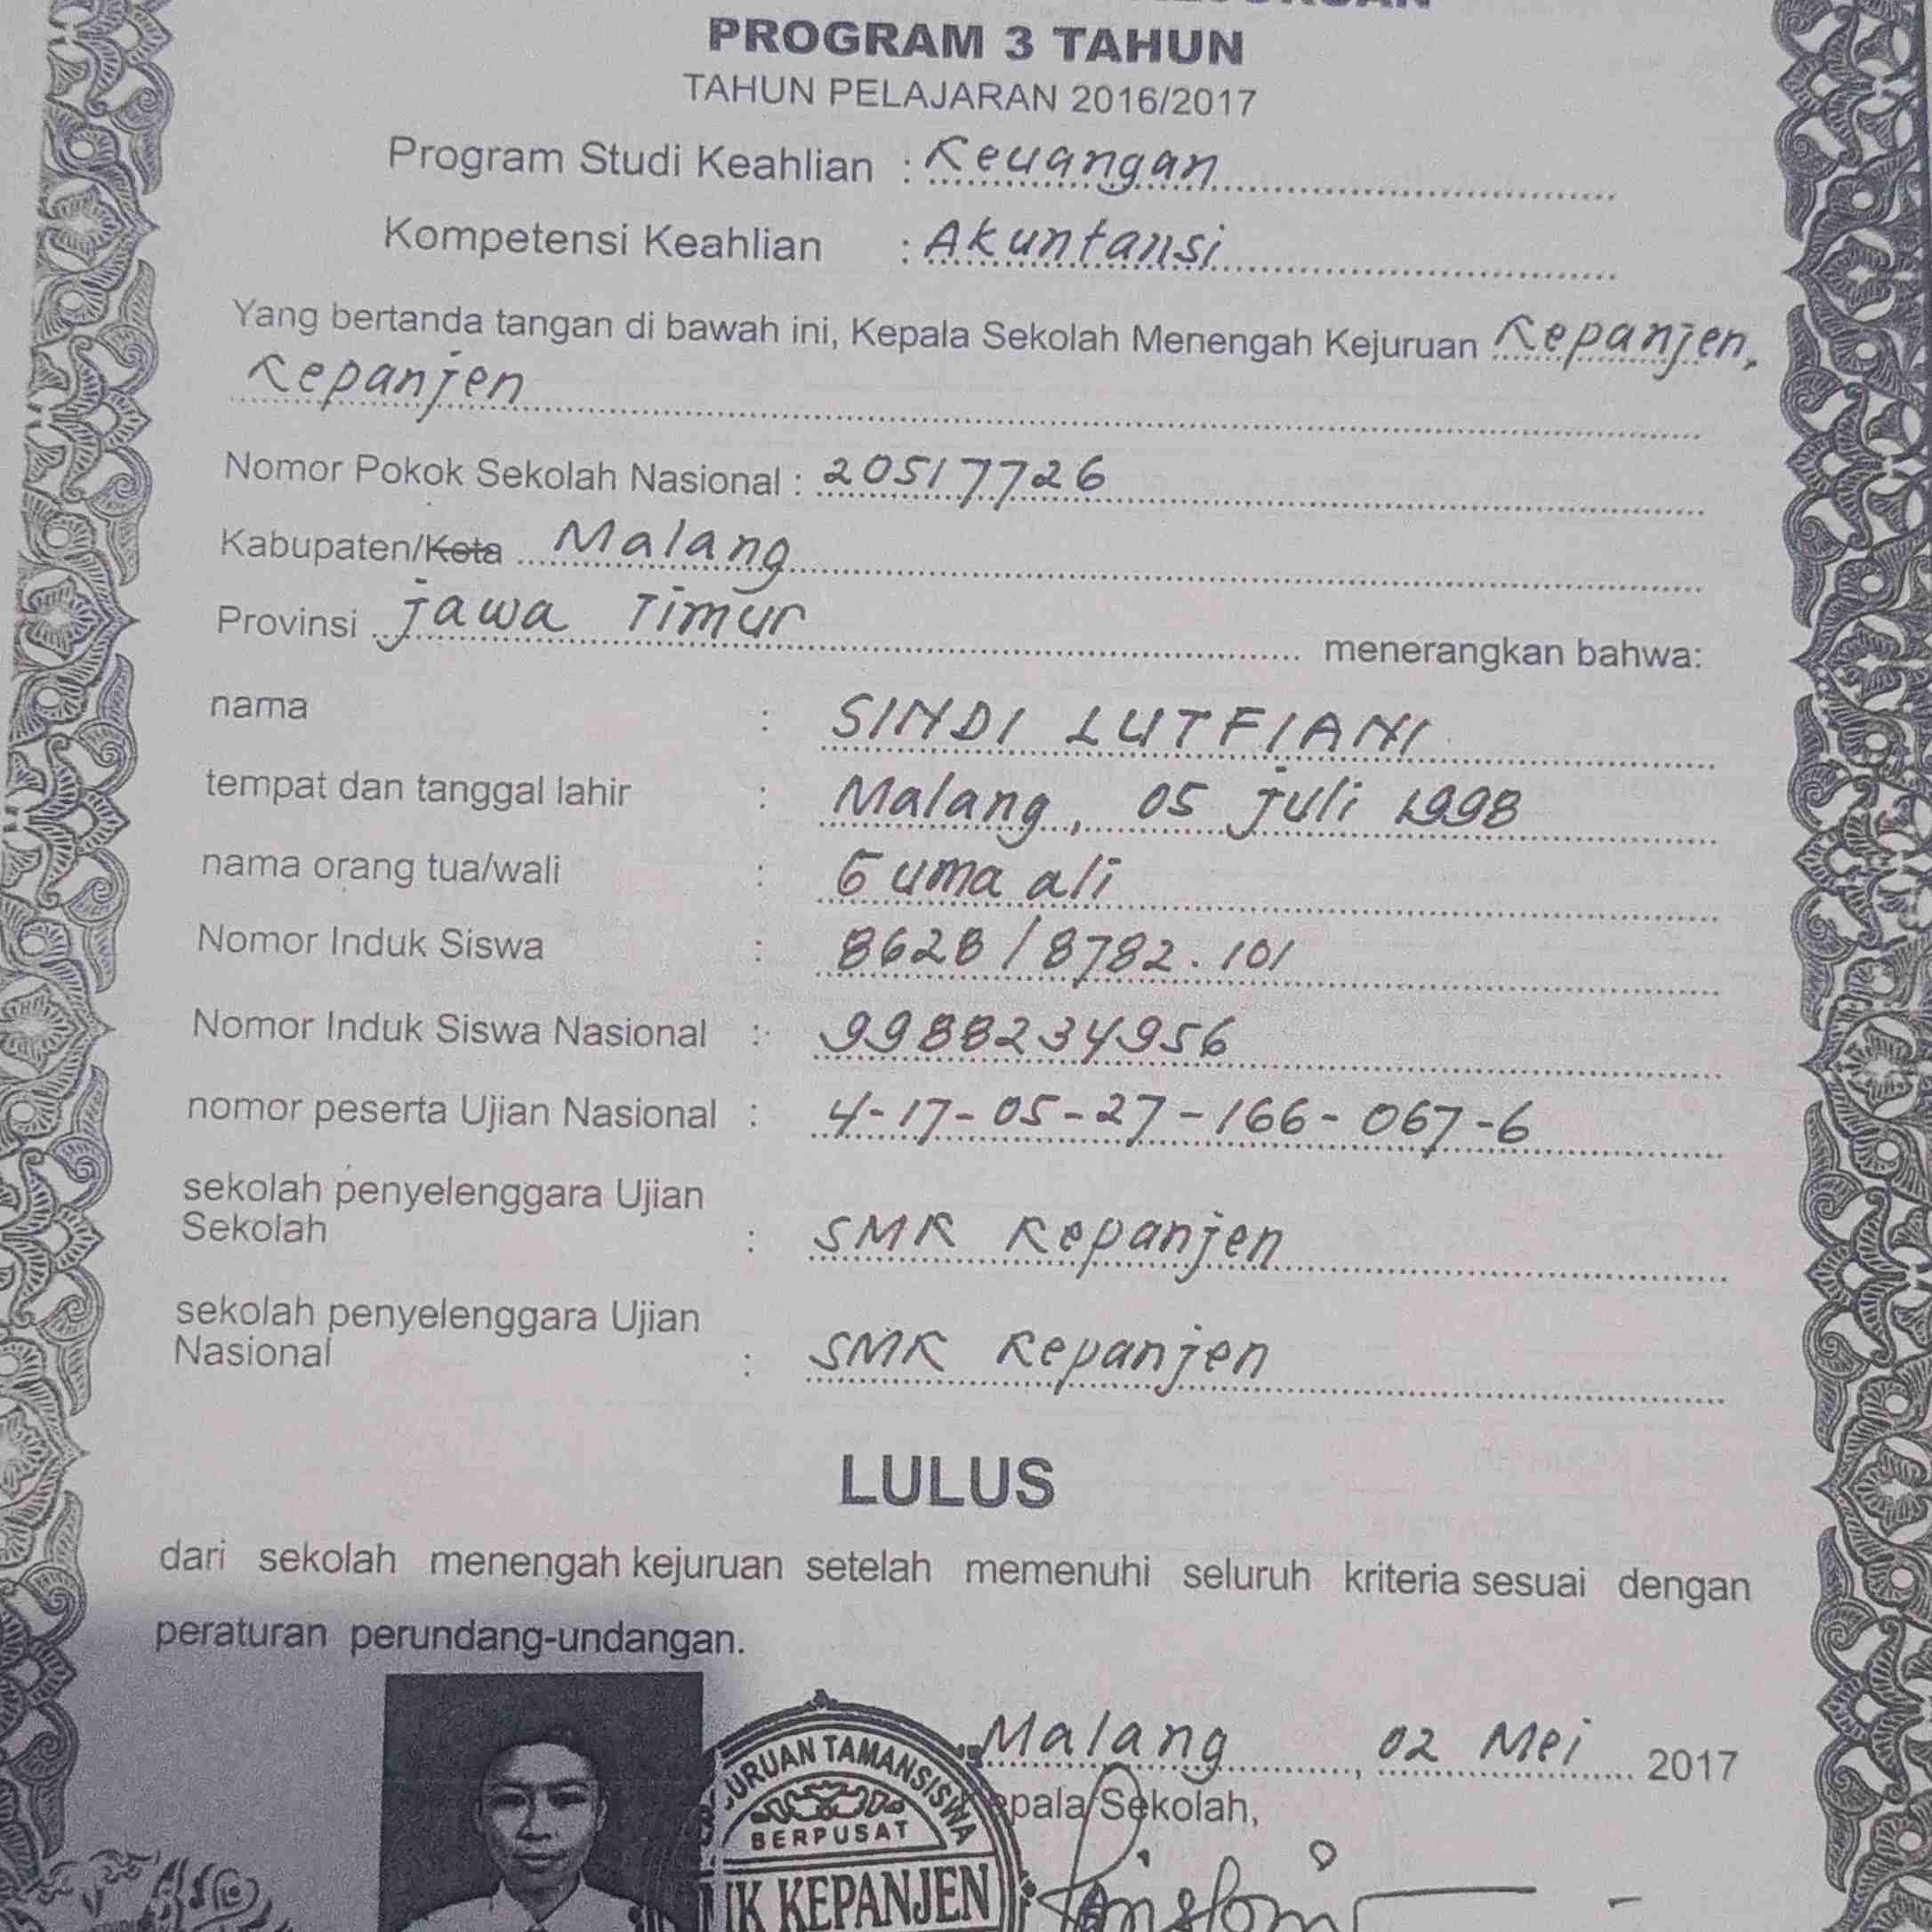 PROGRAM 3 TAHUN
TAHUN PELAJARAN 2016/2017
Program Studi Keahlian : Keuangan
Kompetensi Keahlian : Akuntansi
Yang bertanda tangan di bawah ini, Kepala Sekolah Menengah Kejuruan Kepanjen,
Kepanjen
Nomor Pokok Sekolah Nasional : 20517726
Kabupaten/Kota Malang
Provinsi Jawa Timur menerangkan bahwa:
nama : SINDI LUTFIANI
tempat dan tanggal lahir : Malang, 05 Juli 1998
nama orang tua/wali : Guma ali
Nomor Induk Siswa : 8628/8782.101
Nomor Induk Siswa Nasional : 9988234956
nomor peserta Ujian Nasional : 4-17-05-27-166-067-6
sekolah penyelenggara Ujian
Sekolah : SMK Kepanjen
sekolah penyelenggara Ujian
Nasional : SMK Kepanjen
LULUS
dari sekolah menengah kejuruan setelah memenuhi seluruh kriteria sesuai dengan
peraturan perundang-undangan.
Malang, 02 Mei 2017
epala Sekolah,
URUAN TAMANSISWA
BERPUSAT
KEPANJEN